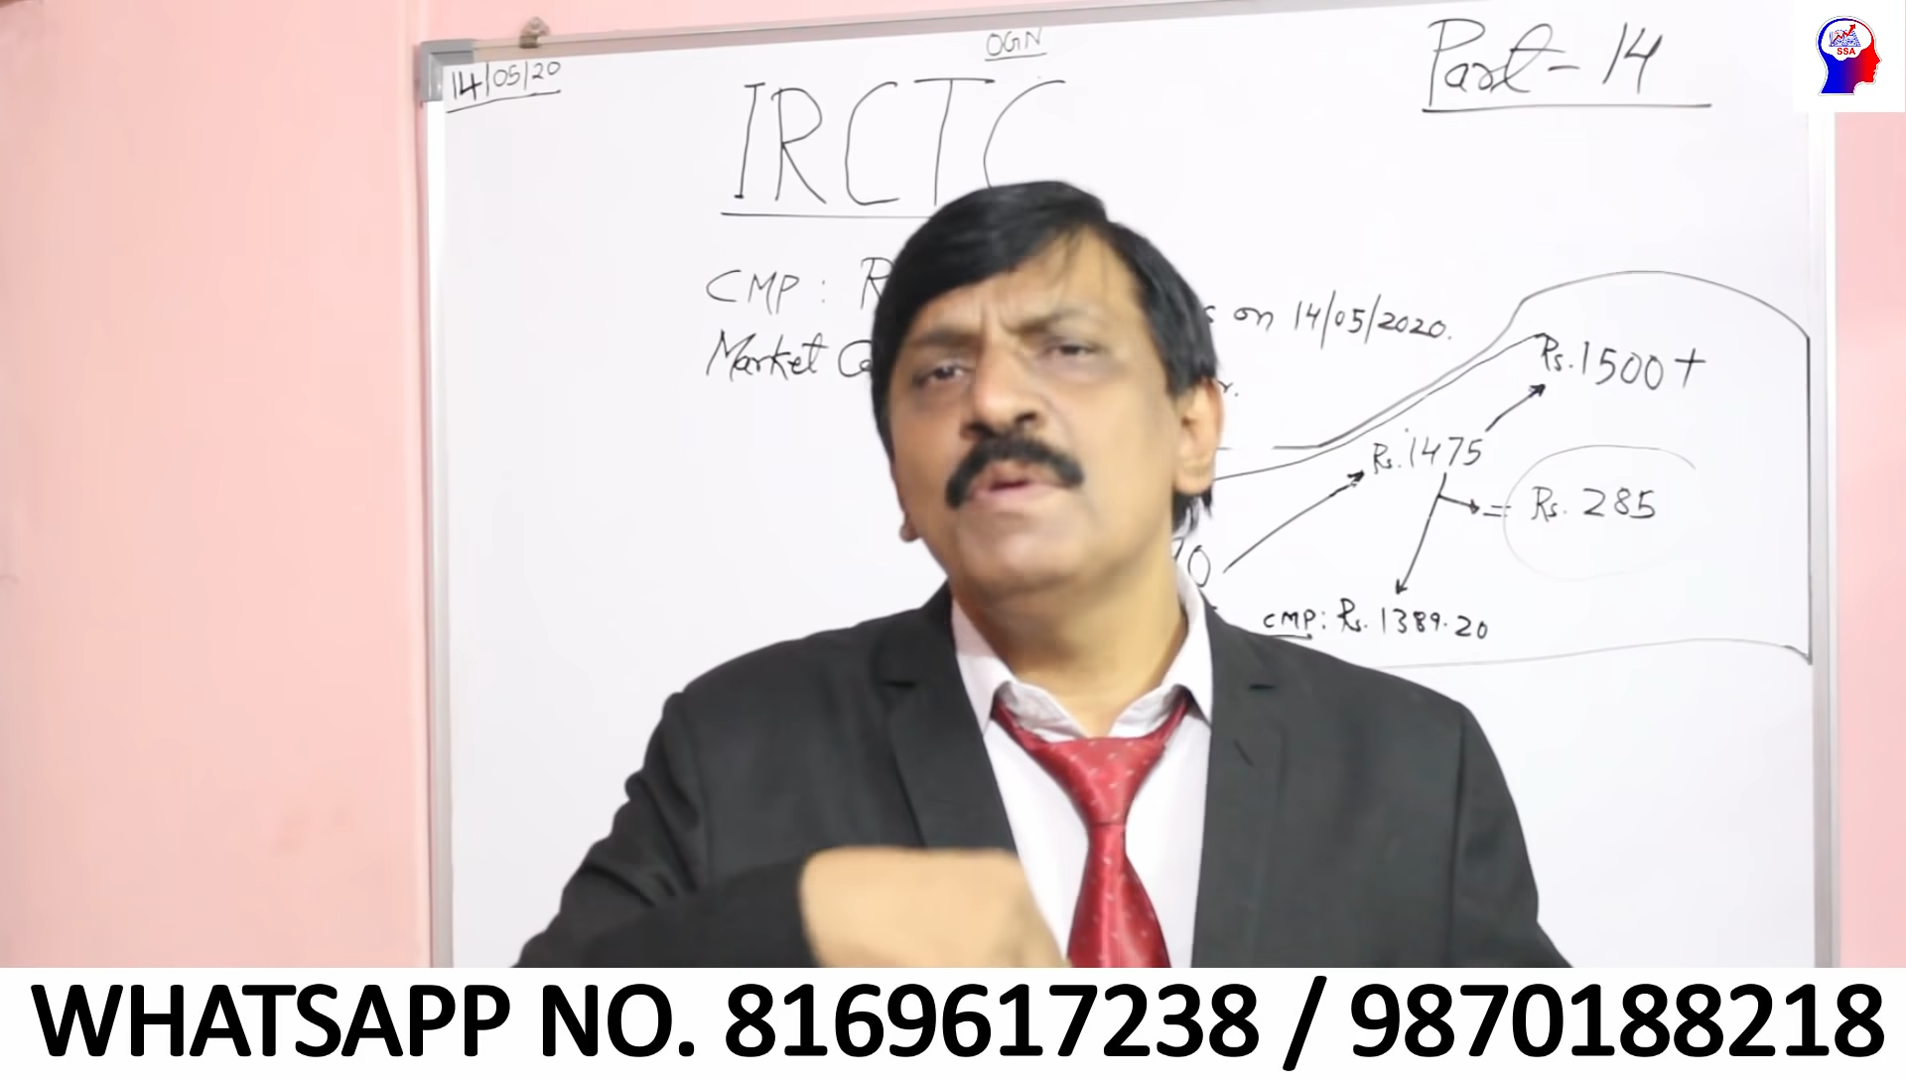 OGN
14/05/20
IRCTC
Part-14
SSA
CMP: R
on 14/05/2020.
Market
Rs. 1500+
Rs. 1475
= Rs. 285
CMP: Rs. 1389.20
WHATSAPP NO. 8169617238 / 9870188218